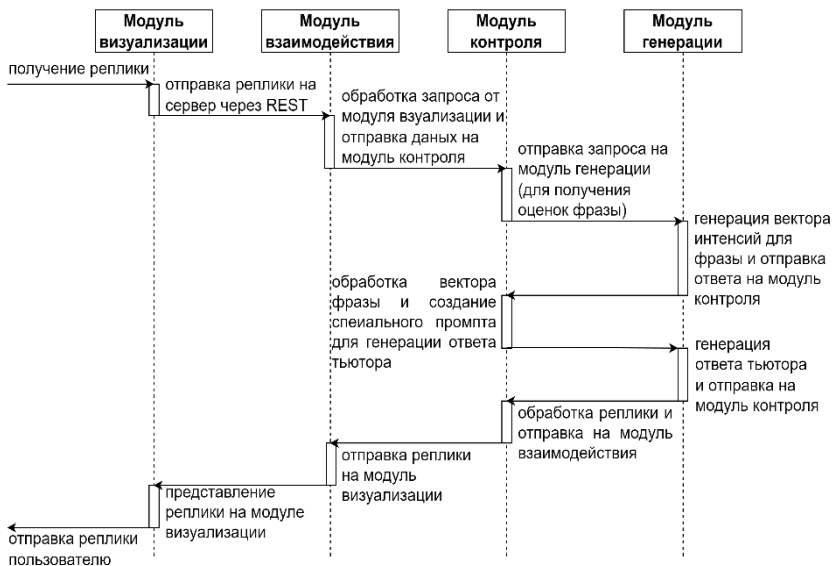 Модуль
визуализации
Модуль
взаимодействия
Модуль
контроля
Модуль
генерации
получение реплики
отправка реплики на
сервер через REST
обработка запроса от
модуля взуализации и
отправка даных на
модуль контроля
отправка запроса на
модуль генерации
(для получения
оценок фразы)
генерация вектора
интенсий для
фразы и отправка
ответа на модуль
контроля
обработка вектора
фразы и создание
спеиального промпта
для генерации ответа
тьютора
генерация
ответа тьютора
и отправка на
модуль контроля
обработка реплики и
отправка на модуль
взаимодействия
отправка реплики
на модуль
визуализации
представление
реплики на модуле
визуализации
отправка реплики
пользователю